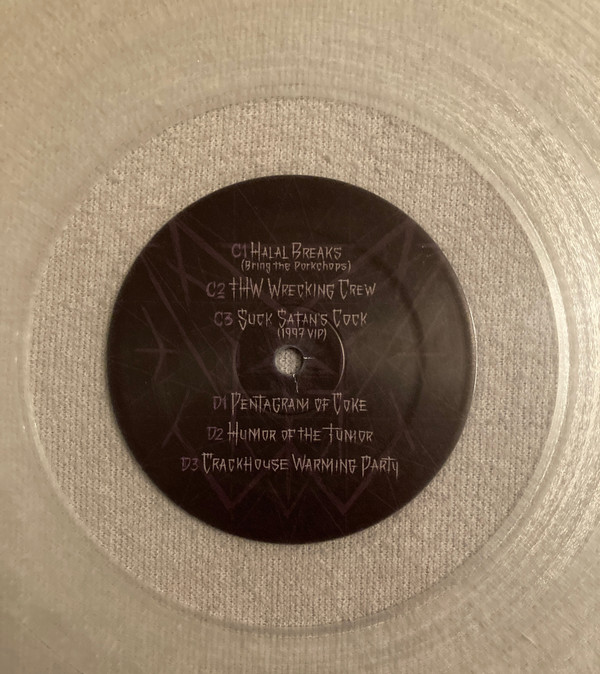 C1 Halal Breaks
(Bring the Porkchops)
C2 THW Wrecking Crew
C3 Suck Satan's Cock
(1997 VIP)
D1 Pentagram of Coke
D2 Humor of the Tumor
D3 Crackhouse Warming Party